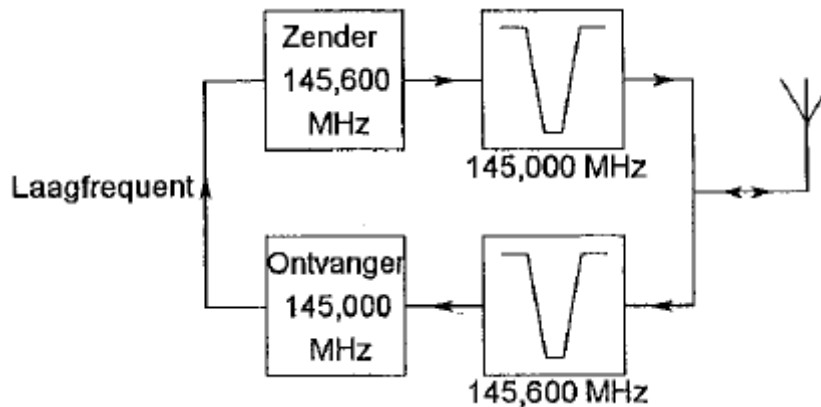 Zender
145,600
MHz
145,000 MHz
Laagfrequent
Ontvanger
145,000
MHz
145,600 MHz